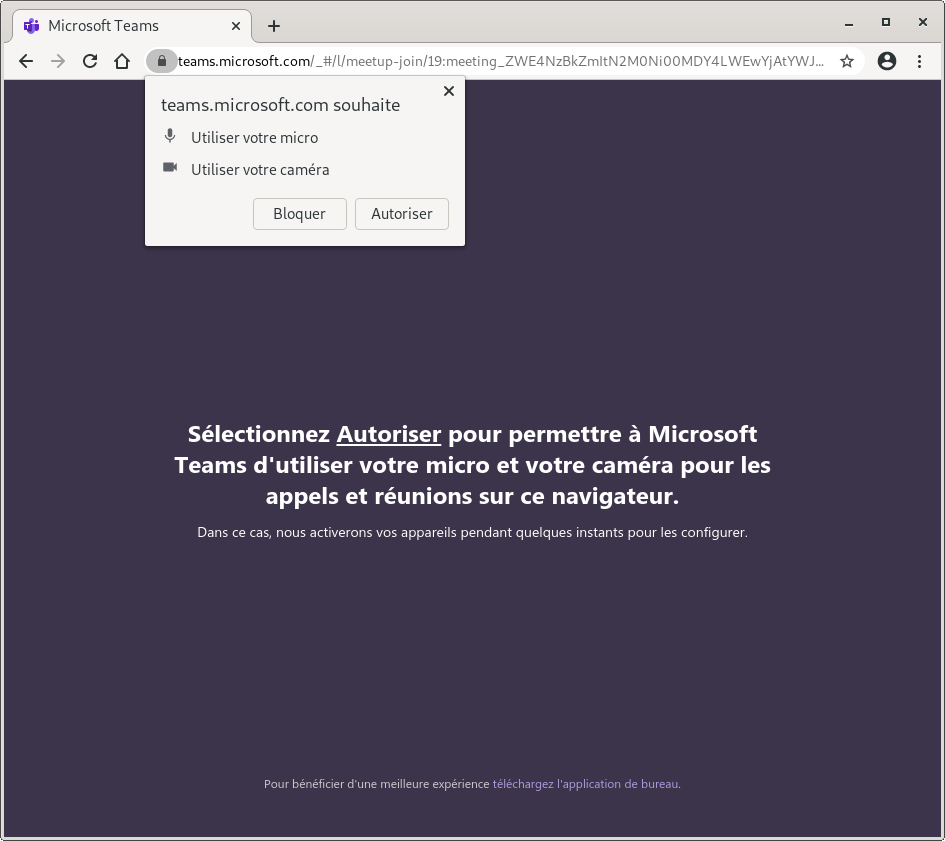 Microsoft Teams
teams.microsoft.com/_#/l/meetup-join/19:meeting_ZWE4NzBkZmItN2M0Ni00MDY4LWEwYjAtYWJ...
teams.microsoft.com souhaite
Utiliser votre micro
Utiliser votre caméra
Bloquer
Autoriser
Sélectionnez Autoriser pour permettre à Microsoft
Teams d'utiliser votre micro et votre caméra pour les
appels et réunions sur ce navigateur.
Dans ce cas, nous activerons vos appareils pendant quelques instants pour les configurer.
Pour bénéficier d'une meilleure expérience téléchargez l'application de bureau.